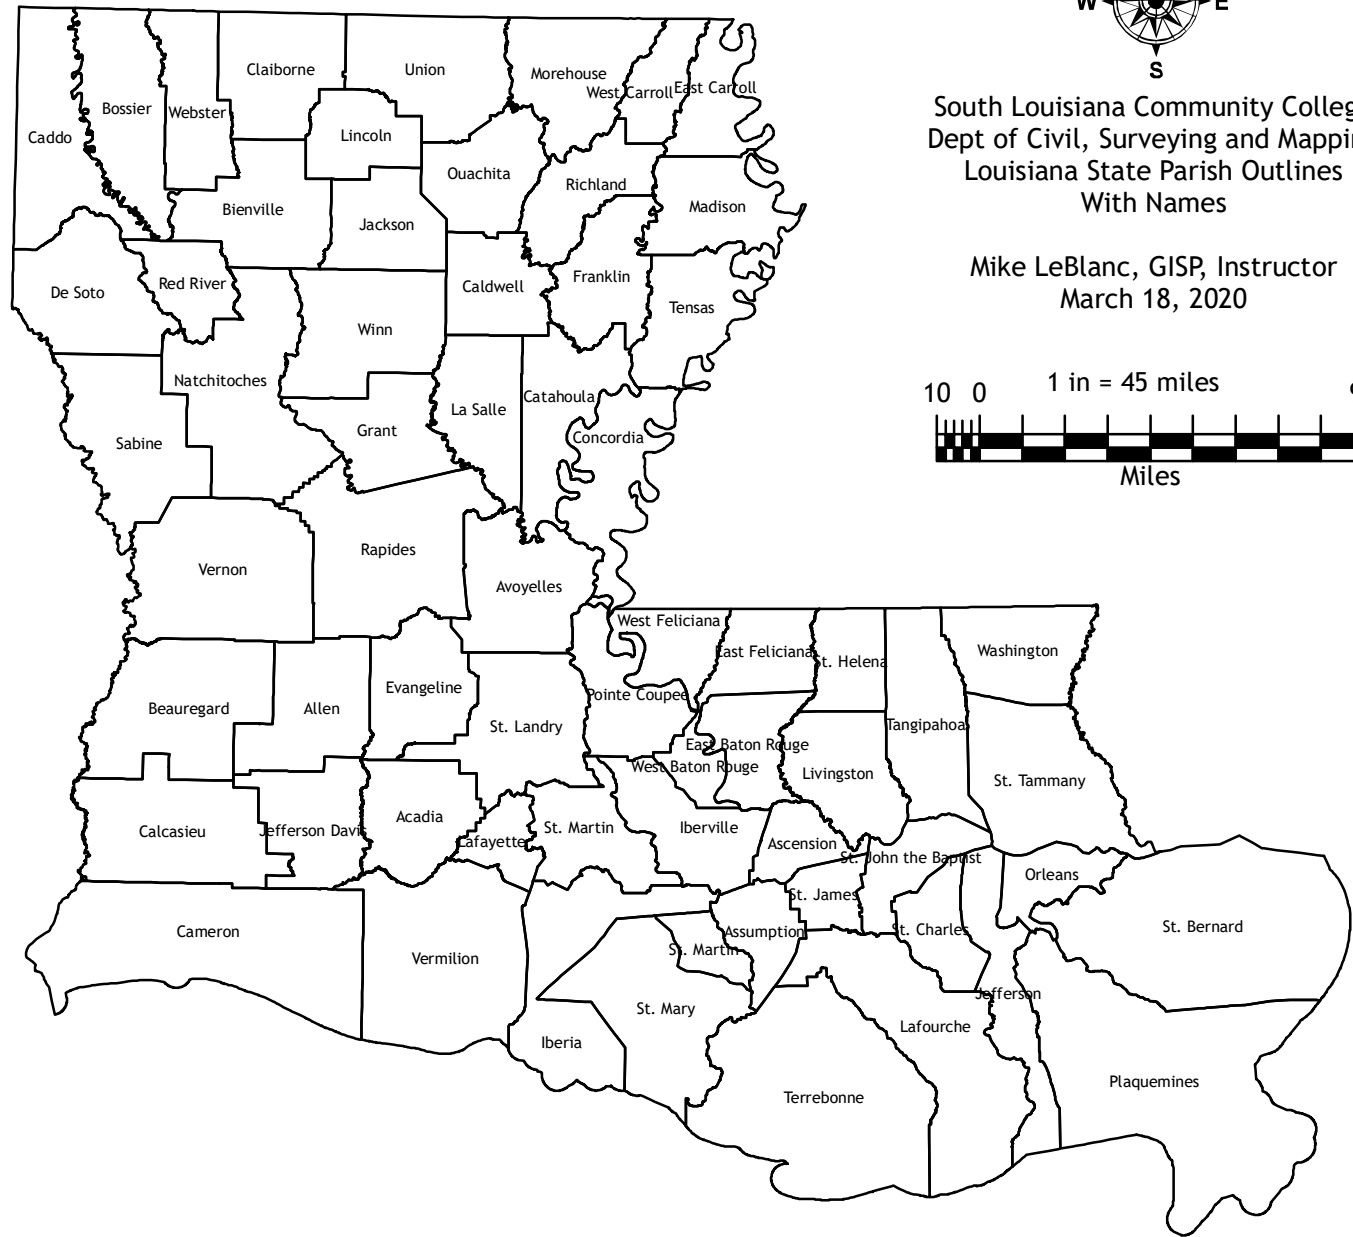 W E
S
South Louisiana Community Colleg
Dept of Civil, Surveying and Mappin
Louisiana State Parish Outlines
With Names
Mike LeBlanc, GISP, Instructor
March 18, 2020
10 0 1 in = 45 miles
Miles
Caddo
Bossier
Webster
Claiborne
Union
Morehouse
West Carroll
East Carroll
Lincoln
Ouachita
Richland
Madison
Bienville
Jackson
De Soto
Red River
Caldwell
Franklin
Tensas
Winn
Natchitoches
Sabine
Grant
La Salle
Catahoula
Concordia
Vernon
Rapides
Avoyelles
West Feliciana
East Feliciana
St. Helena
Washington
Beauregard
Allen
Evangeline
St. Landry
Pointe Coupee
Tangipahoa
East Baton Rouge
West Baton Rouge
Livingston
St. Tammany
Calcasieu
Jefferson Davis
Acadia
Lafayette
St. Martin
Iberville
Ascension
St. John the Baptist
Orleans
St. James
Cameron
Vermilion
St. Martin
Assumption
St. Charles
St. Bernard
Jefferson
St. Mary
Iberia
Lafourche
Terrebonne
Plaquemines